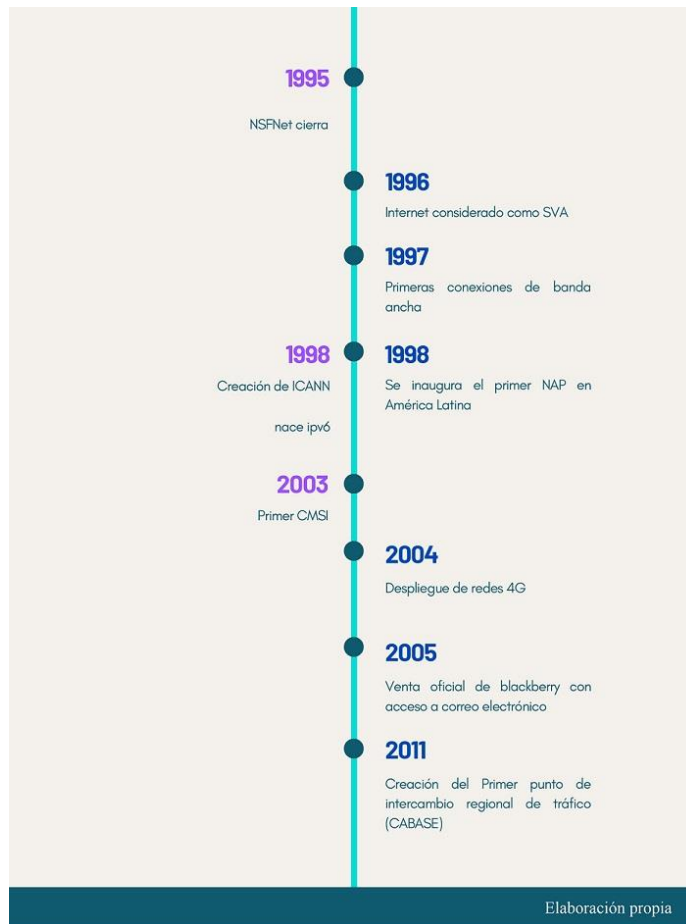 1995
NSFNet cierra
1996
Internet considerado como SVA
1997
Primeras conexiones de banda
ancha
1998
Creación de ICANN
nace ipv6
1998
Se inaugura el primer NAP en
América Latina
2003
Primer CMSI
2004
Despliegue de redes 4G
2005
Venta oficial de blackberry con
acceso a correo electrónico
2011
Creación del Primer punto de
intercambio regional de tráfico
(CABASE)
Elaboración propia